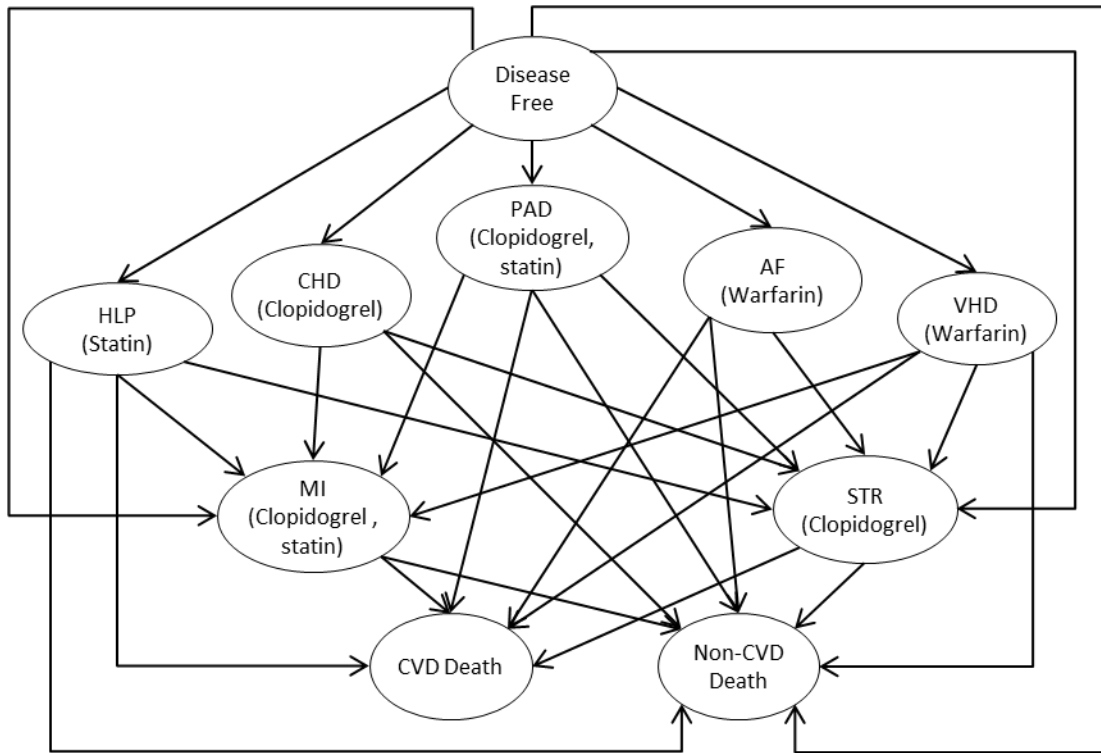 Disease
Free
PAD
(Clopidogrel,
statin)
AF
(Warfarin)
CHD
(Clopidogrel)
VHD
(Warfarin)
HLP
(Statin)
MI
(Clopidogrel ,
statin)
STR
(Clopidogrel)
CVD Death
Non-CVD
Death